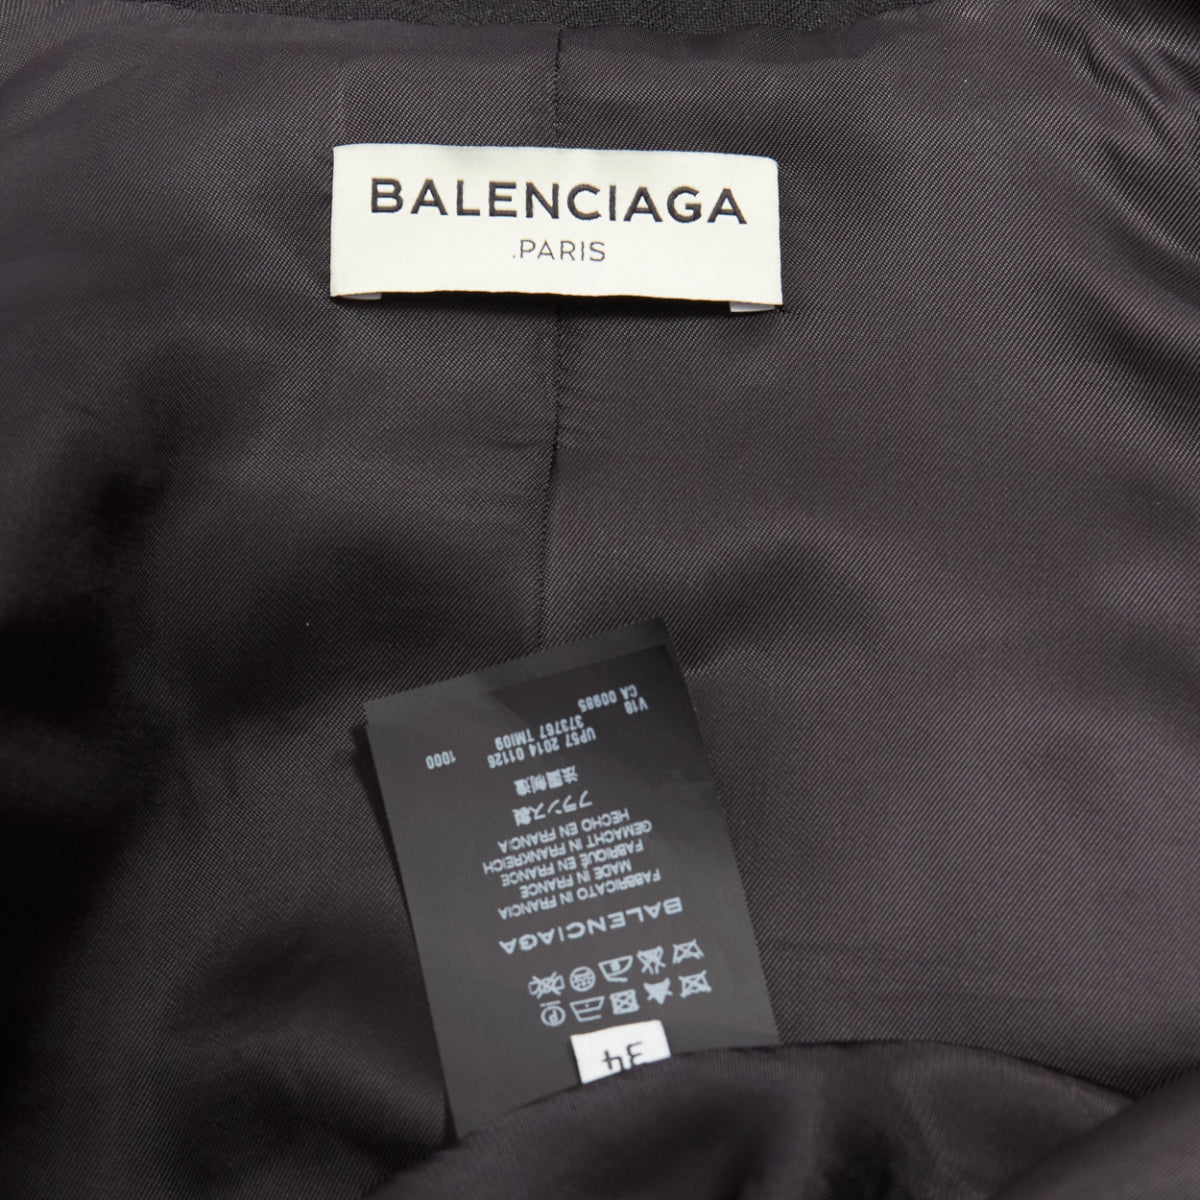 BALENCIAGA
.PARIS
34
BALENCIAGA
FABBRICATO IN FRANCIA
MADE IN FRANCE
FABRIQUÉ EN FRANCE
GEMACHT IN FRANKREICH
HECHO EN FRANCIA
フランス製
法國制造
UP57 2014 01126 1000
373767 TMI09
CA 00985
V18